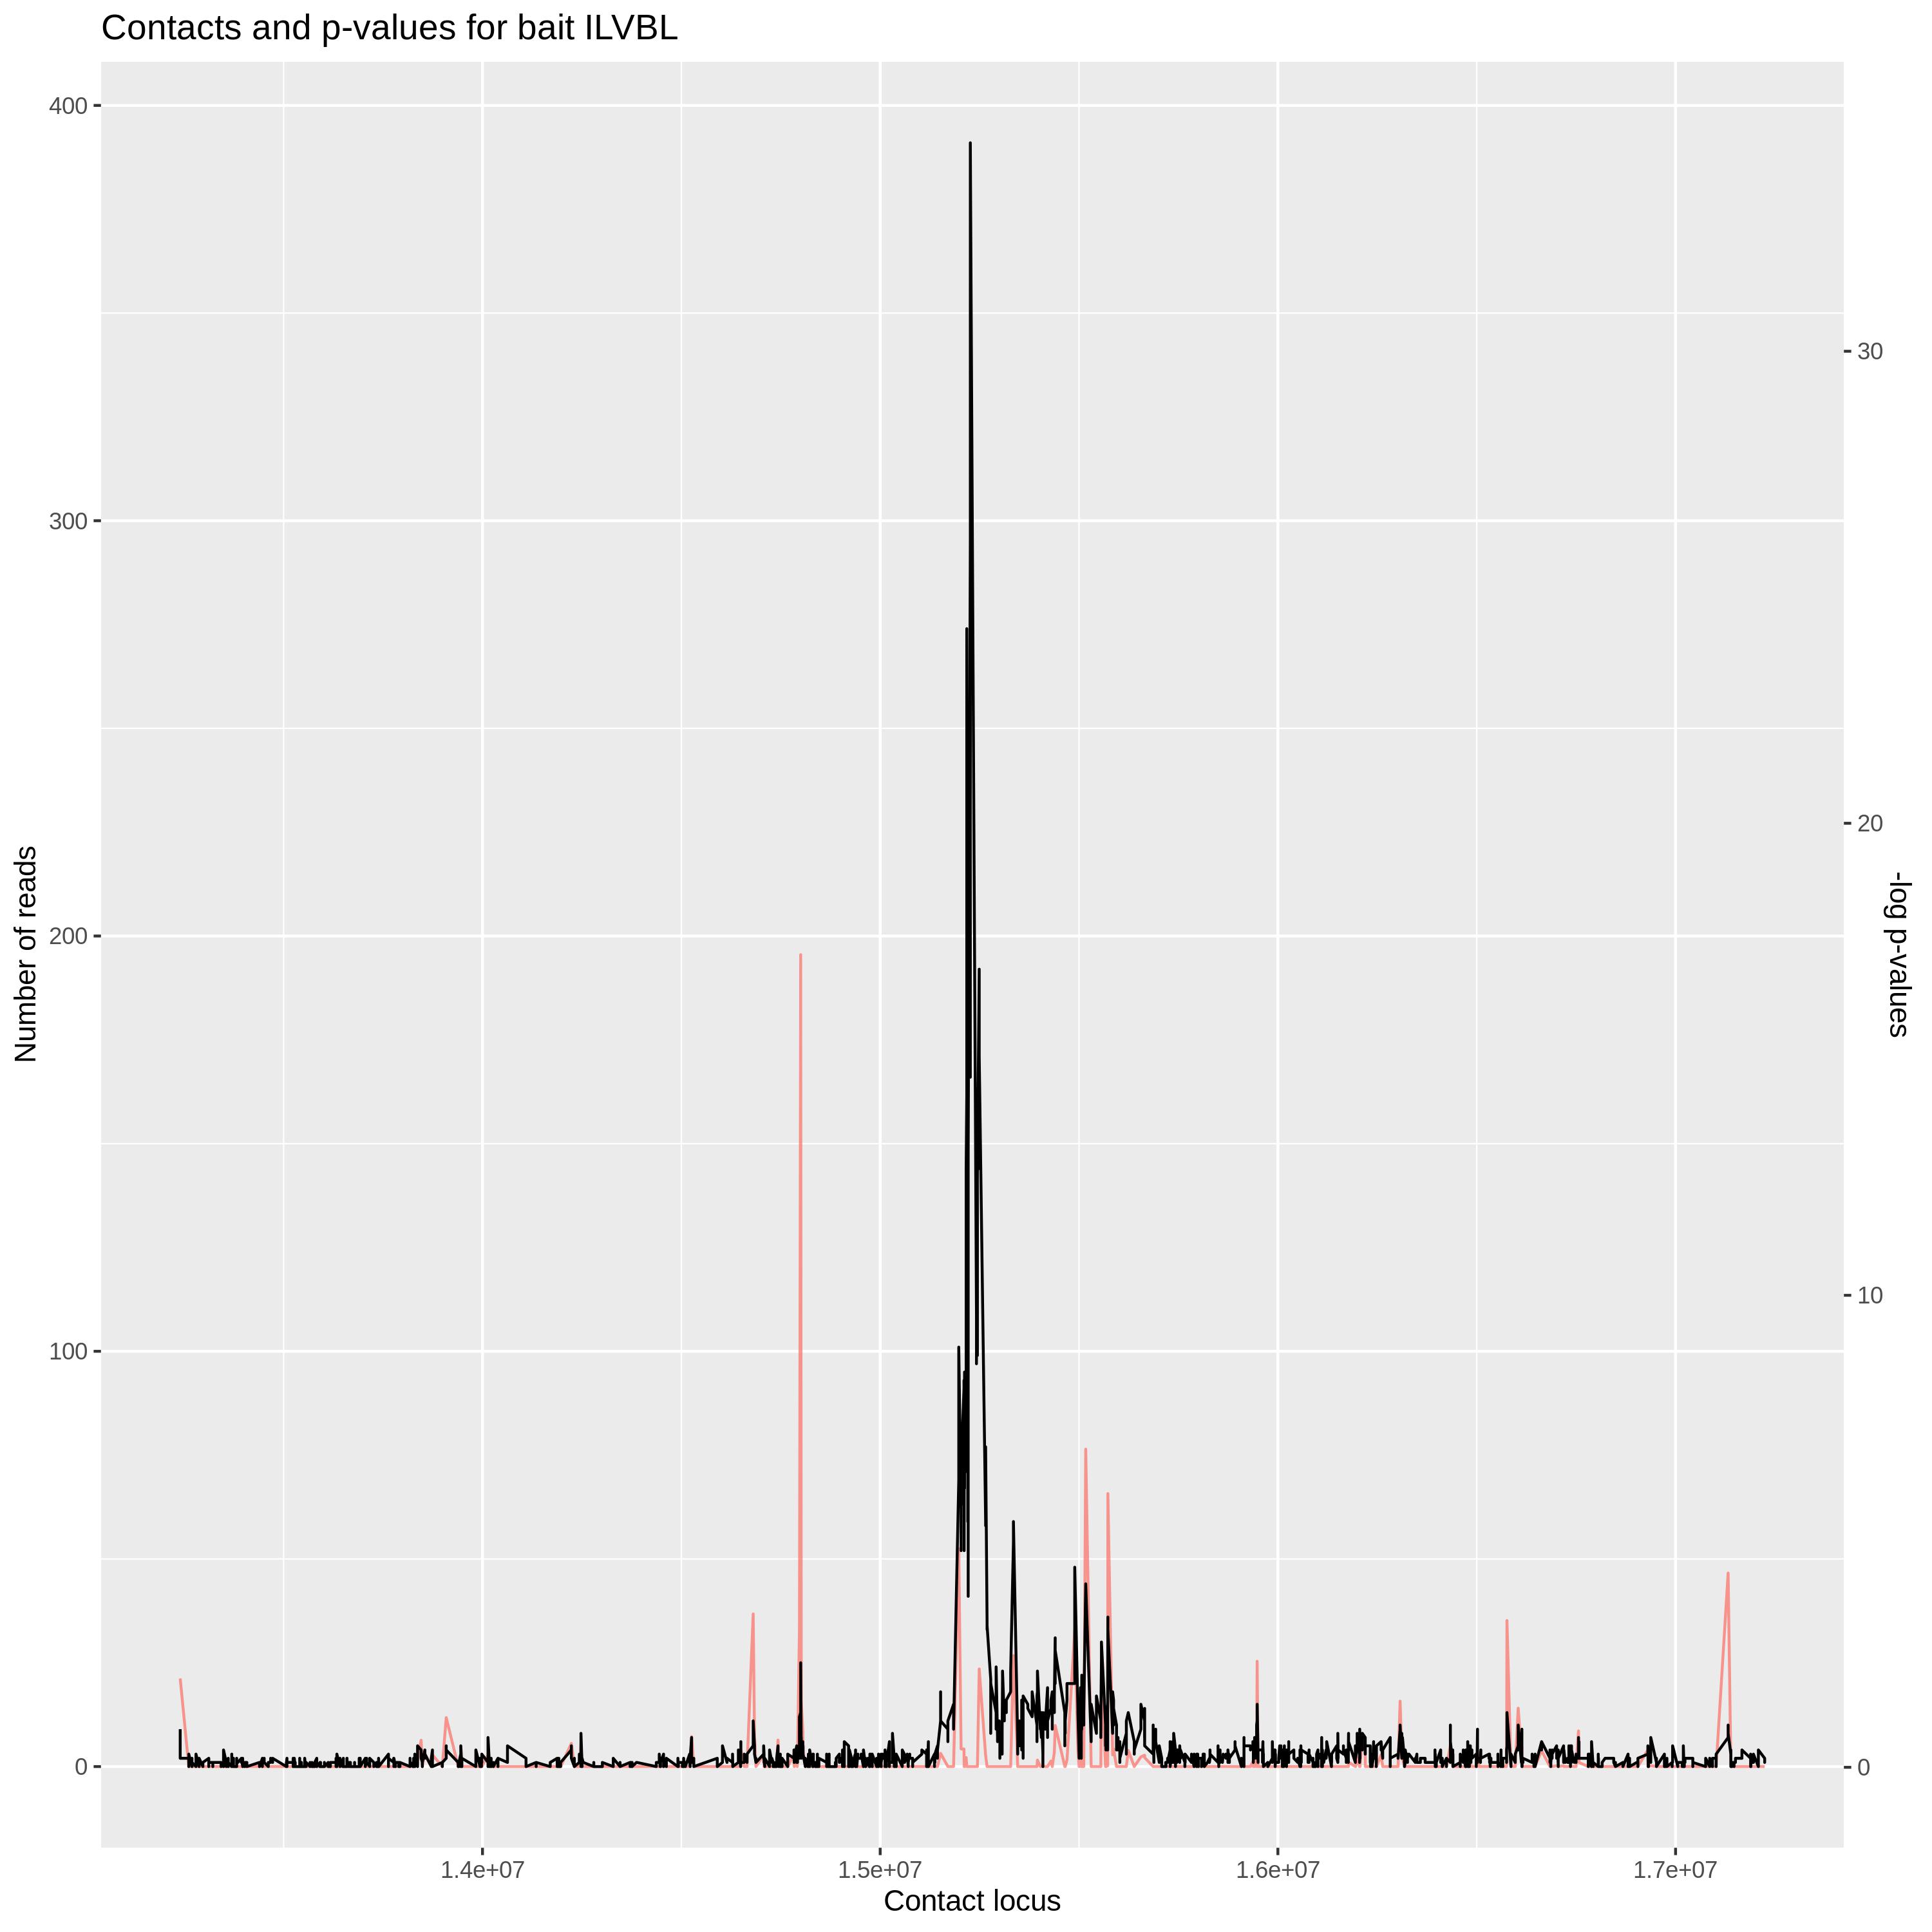 Contacts and p-values for bait ILVBL
400
300
200
100
0
Number of reads
30
20
10
0
-log p-values
1.4e+07
1.5e+07
1.6e+07
1.7e+07
Contact locus